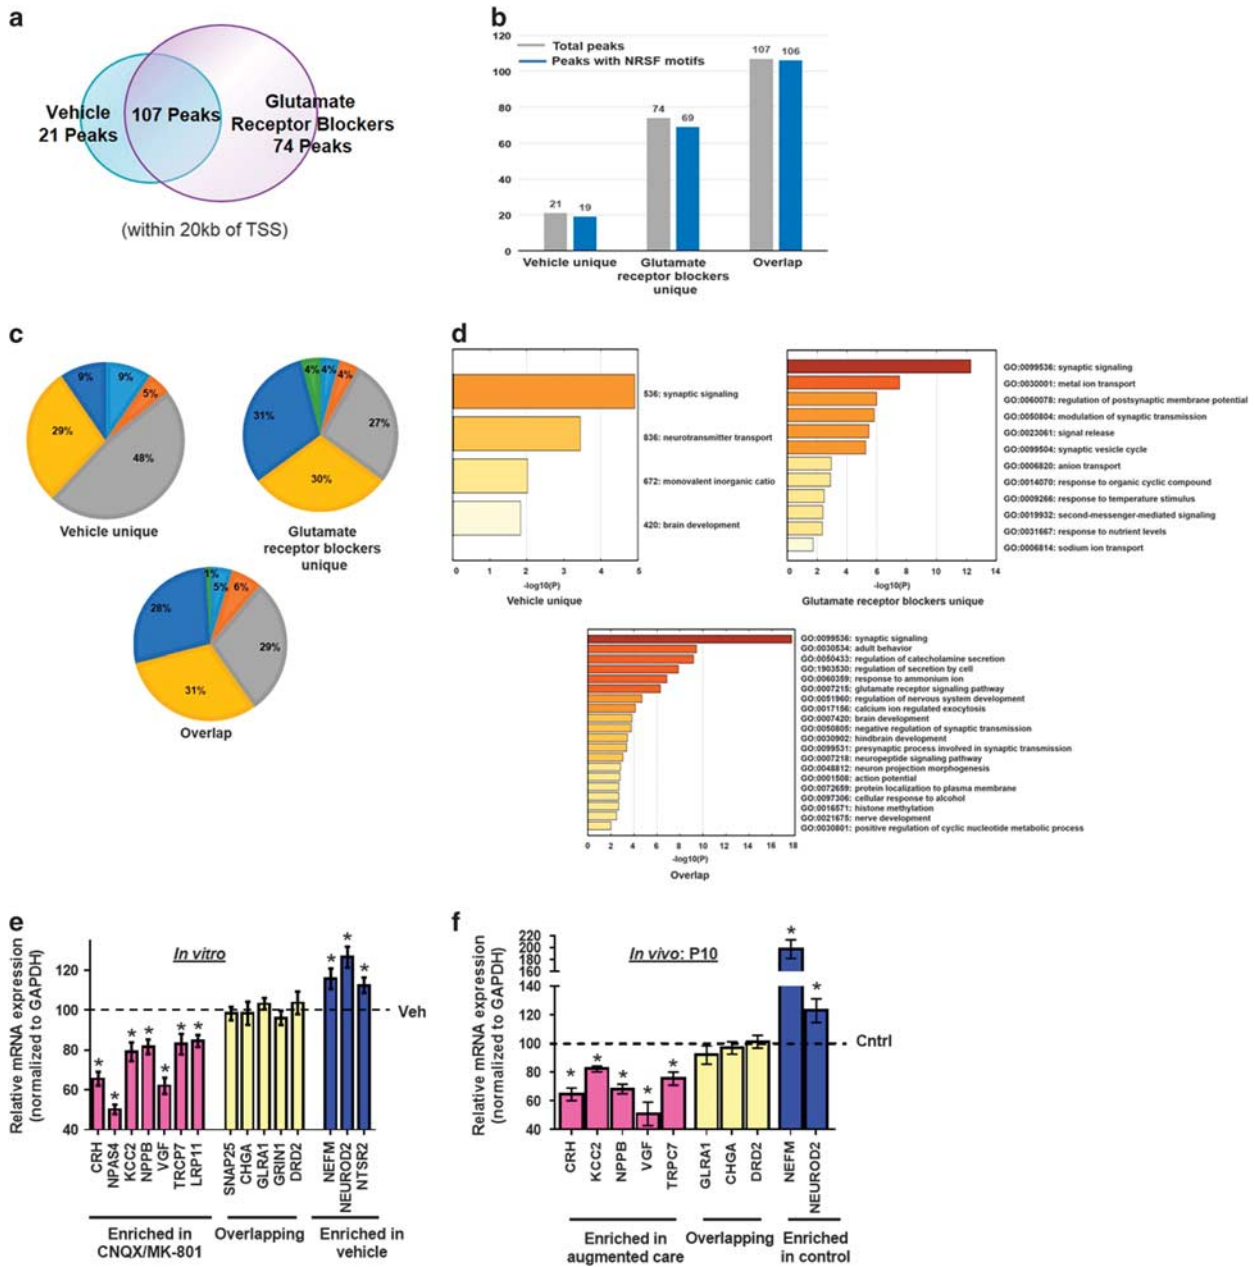 a
Vehicle
21 Peaks
107 Peaks
Glutamate
Receptor Blockers
74 Peaks
(within 20kb of TSS)
b
Total peaks
Peaks with NRSF motifs
120
100
80
60
40
20
0
21
19
74
69
107
106
Vehicle unique
Glutamate
receptor blockers
unique
Overlap
c
9%
9%
5%
48%
29%
Vehicle unique
4%
4%
4%
27%
30%
31%
Glutamate
receptor blockers
unique
1%
5%
6%
29%
31%
28%
Overlap
d
536: synaptic signaling
836: neurotransmitter transport
672: monovalent inorganic catio
420: brain development
0 1 2 3 4 5
-log10(P)
Vehicle unique
GO:0099536: synaptic signaling
GO:0030001: metal ion transport
GO:0060078: regulation of postsynaptic membrane potential
GO:0050804: modulation of synaptic transmission
GO:0023061: signal release
GO:0099504: synaptic vesicle cycle
GO:0006820: anion transport
GO:0014070: response to organic cyclic compound
GO:0009266: response to temperature stimulus
GO:0019932: second-messenger-mediated signaling
GO:0031667: response to nutrient levels
GO:0006814: sodium ion transport
0 2 4 6 8 10 12 14
-log10(P)
Glutamate receptor blockers unique
GO:0099536: synaptic signaling
GO:0030534: adult behavior
GO:0050433: regulation of catecholamine secretion
GO:1903530: regulation of secretion by cell
GO:0060359: response to ammonium ion
GO:0007215: glutamate receptor signaling pathway
GO:0051960: regulation of nervous system development
GO:0017156: calcium ion regulated exocytosis
GO:0007420: brain development
GO:0050805: negative regulation of synaptic transmission
GO:0030902: hindbrain development
GO:0099531: presynaptic process involved in synaptic transmission
GO:0007218: neuropeptide signaling pathway
GO:0048812: neuron projection morphogenesis
GO:0001508: action potential
GO:0072659: protein localization to plasma membrane
GO:0097306: cellular response to alcohol
GO:0016571: histone methylation
GO:0021675: nerve development
GO:0030801: positive regulation of cyclic nucleotide metabolic process
0 2 4 6 8 10 12 14 16 18
-log10(P)
Overlap
e
Relative mRNA expression
(normalized to GAPDH)
In vitro
120
100
80
60
40
Veh
* * * * * * * * * *
CRH
NPAS4
KCC2
NPPB
VGF
TRCP7
LRP11
SNAP25
CHGA
GLRA1
GRIN1
DRD2
NEFM
NEUROD2
NTSR2
Enriched in
CNQX/MK-801
Overlapping
Enriched in
vehicle
f
Relative mRNA expression
(normalized to GAPDH)
In vivo: P10
220
200
180
160
140
120
100
80
60
40
Cntrl
* * * * * * *
CRH
KCC2
NPPB
VGF
TRPC7
GLRA1
CHGA
DRD2
NEFM
NEUROD2
Enriched in
augmented care
Overlapping
Enriched
in control